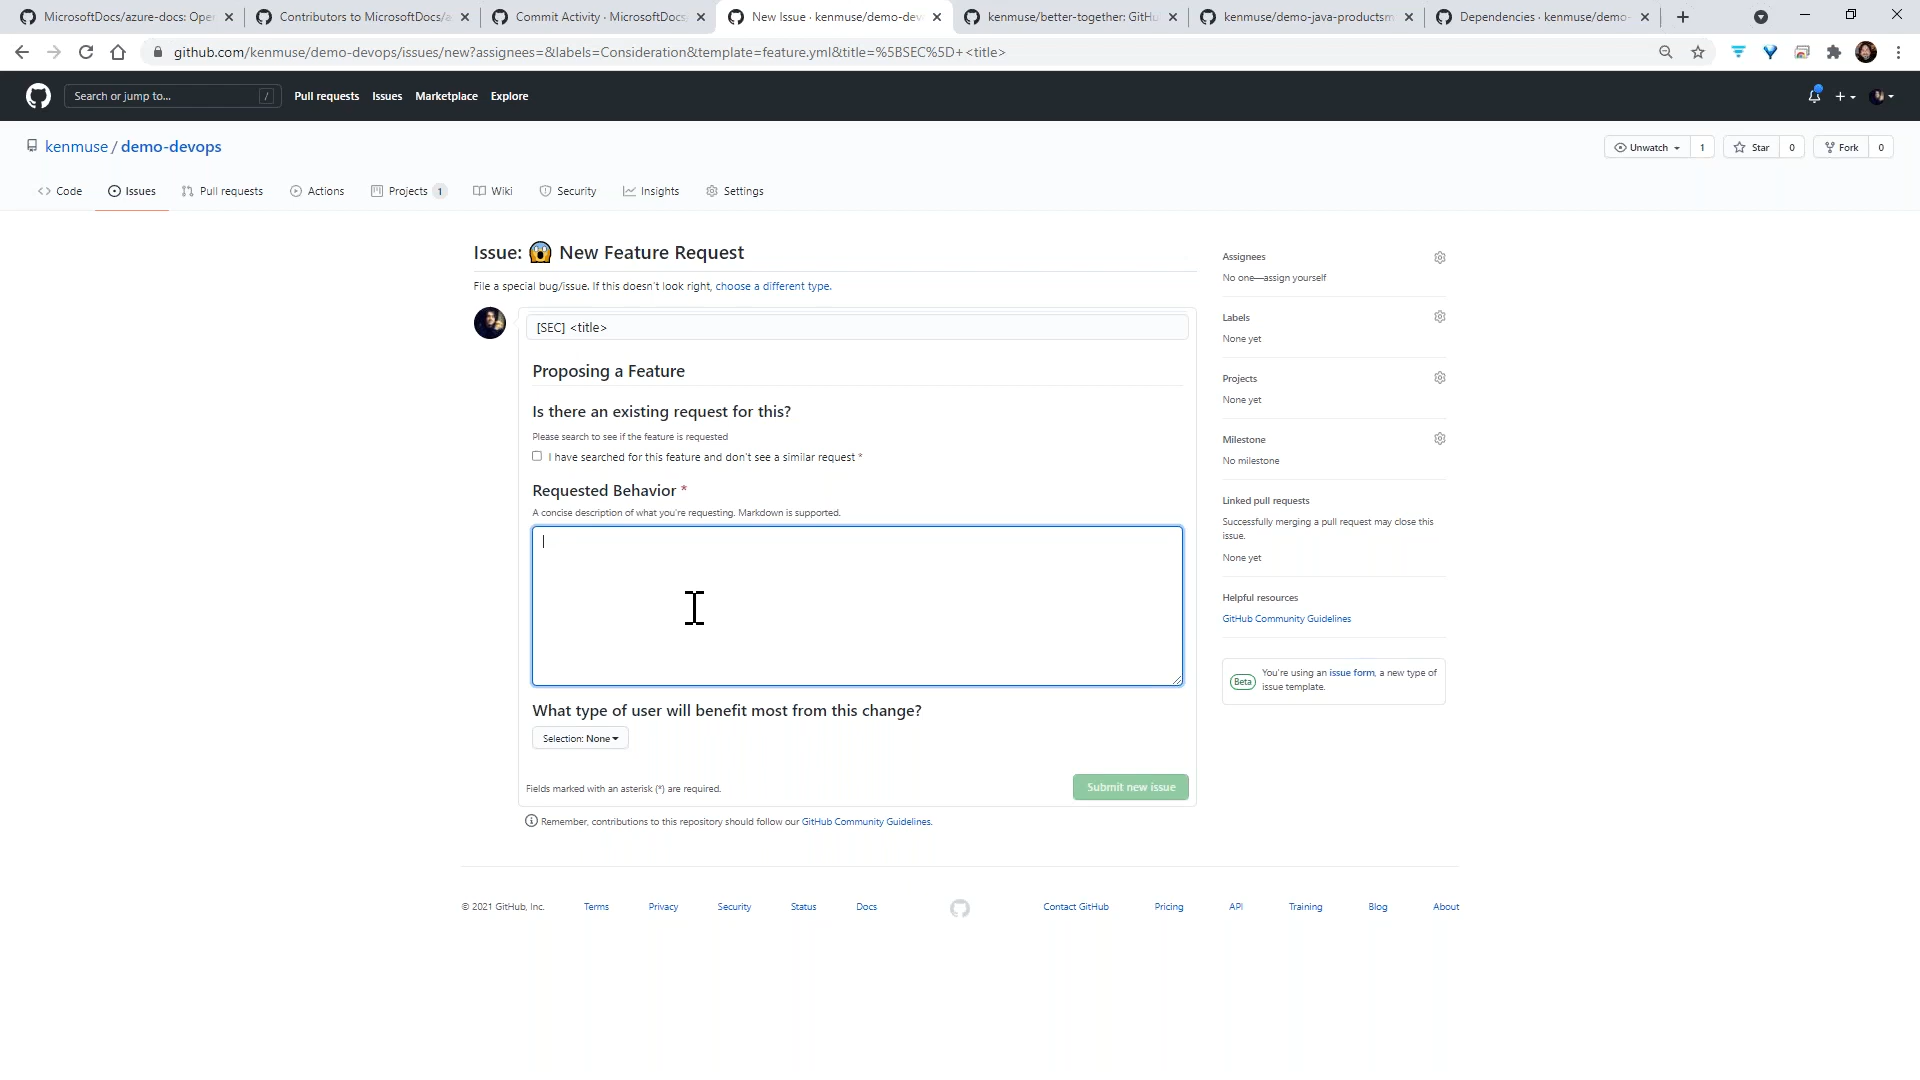 MicrosoftDocs/azure-docs: Ope
Contributors to MicrosoftDocs/a
Commit Activity · MicrosoftDocs
New Issue · kenmuse/demo-dev
kenmuse/better-together: GitHu
kenmuse/demo-java-productsm
Dependencies · kenmuse/demo-
github.com/kenmuse/demo-devops/issues/new?assignees=&labels=Consideration&template=feature.yml&title=%5BSEC%5D+<title>
Search or jump to... /
Pull requests Issues Marketplace Explore
kenmuse / demo-devops
Unwatch 1 Star 0 Fork 0
<> Code Issues Pull requests Actions Projects 1 Wiki Security Insights Settings
Issue: 😱 New Feature Request
File a special bug/issue. If this doesn't look right, choose a different type.
[SEC] <title>
Proposing a Feature
Is there an existing request for this?
Please search to see if the feature is requested
I have searched for this feature and don't see a similar request *
Requested Behavior *
A concise description of what you're requesting. Markdown is supported.
What type of user will benefit most from this change?
Selection: None
Fields marked with an asterisk (*) are required.
Submit new issue
Remember, contributions to this repository should follow our GitHub Community Guidelines.
Assignees
No one—assign yourself
Labels
None yet
Projects
None yet
Milestone
No milestone
Linked pull requests
Successfully merging a pull request may close this
issue.
None yet
Helpful resources
GitHub Community Guidelines
Beta
You're using an issue form, a new type of
issue template.
© 2021 GitHub, Inc. Terms Privacy Security Status Docs Contact GitHub Pricing API Training Blog About